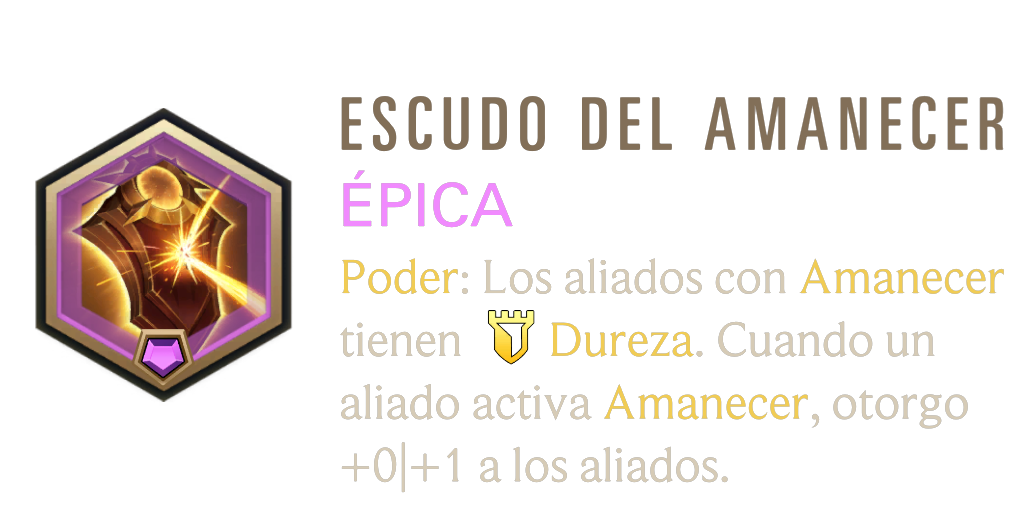 ESCUDO DEL AMANECER
ÉPICA
Poder: Los aliados con Amanecer
tienen Dureza. Cuando un
aliado activa Amanecer, otorgo
+0|+1 a los aliados.